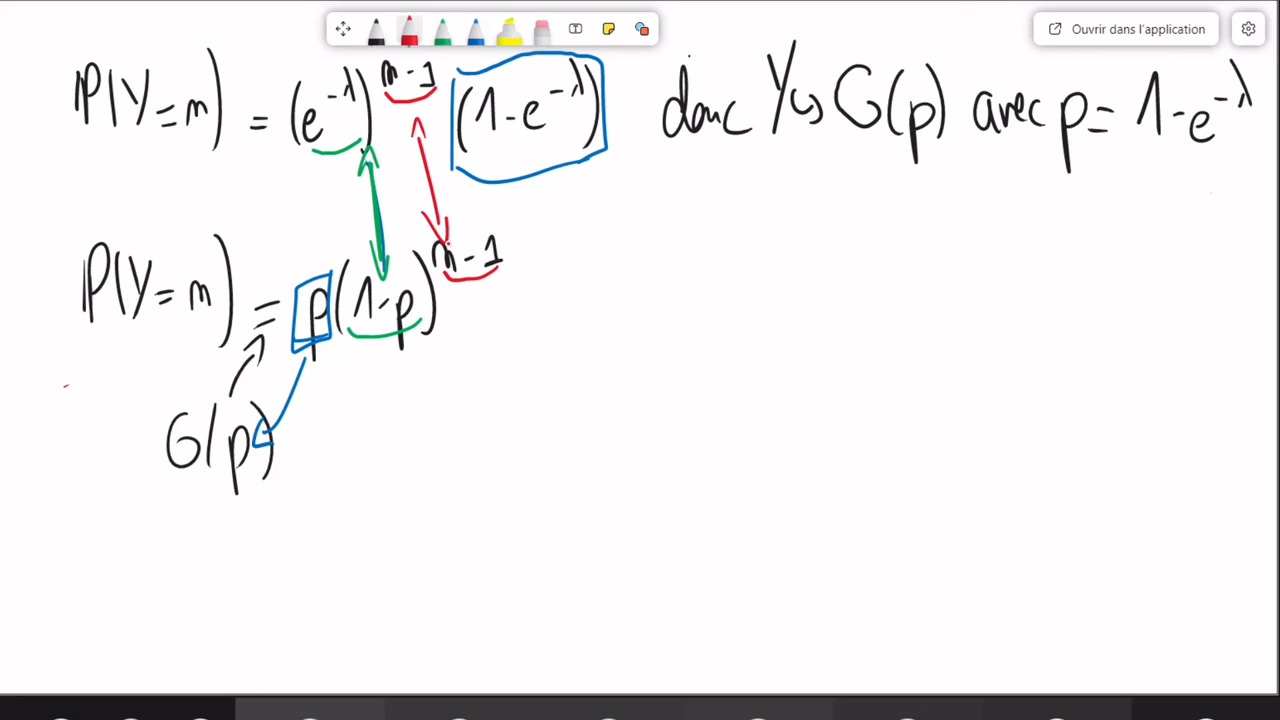 Ouvrir dans l'application
P(Y=n) = (e^-λ)^n-1 (1-e^-λ) donc Y↪G(p) avec p=1-e^-λ
P(Y=n) = p(1-p)^n-1
G(p)